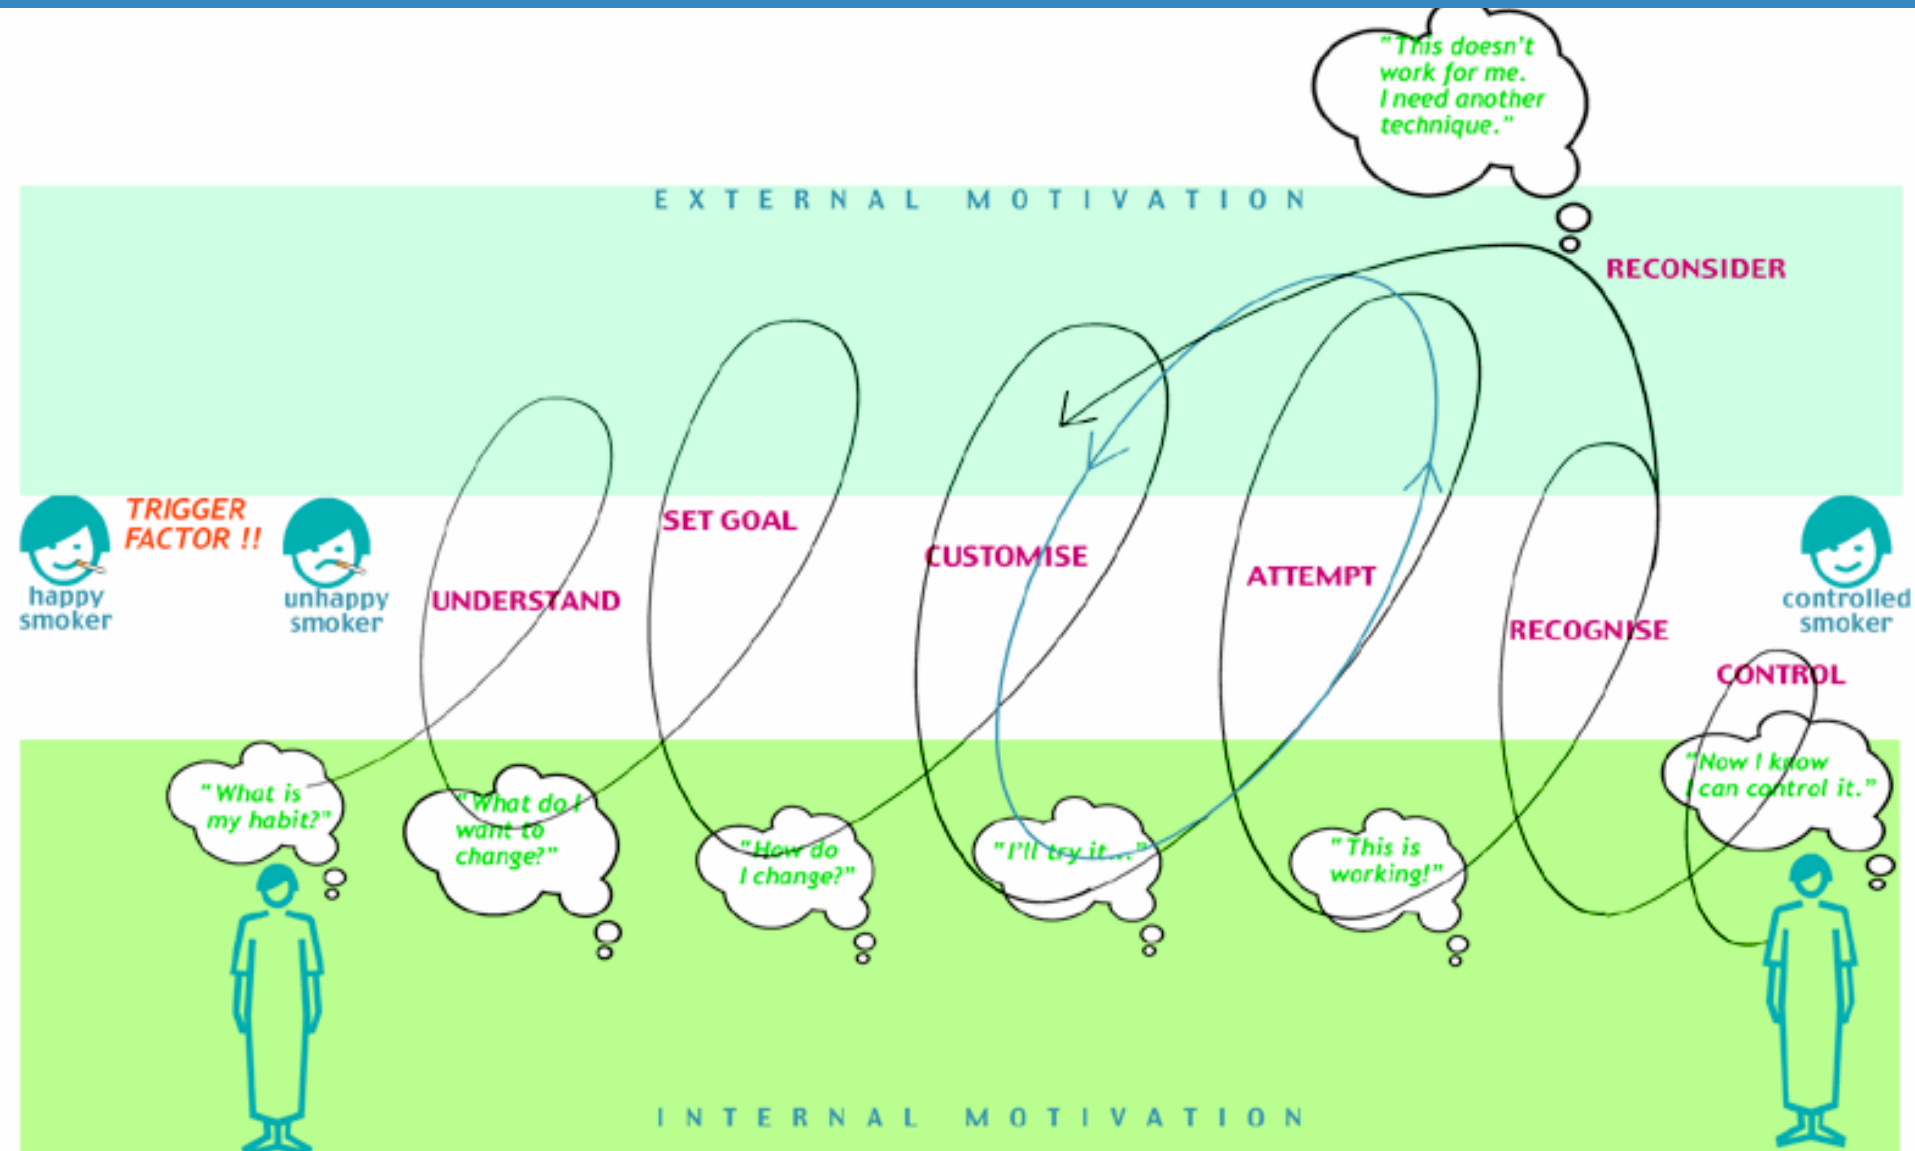 "This doesn't
work for me.
I need another
technique."
EXTERNAL MOTIVATION
RECONSIDER
TRIGGER
FACTOR !!
happy
smoker
unhappy
smoker
UNDERSTAND
SET GOAL
CUSTOMISE
ATTEMPT
RECOGNISE
controlled
smoker
CONTROL
"What is
my habit?"
"What do I
want to
change?"
"How do
I change?"
"I'll try it..."
"This is
working!"
"Now I know
I can control it."
INTERNAL MOTIVATION